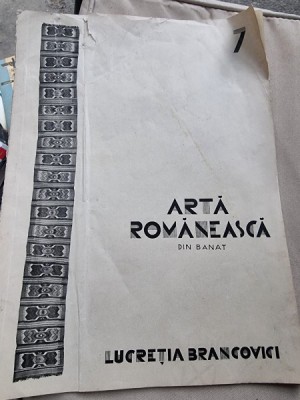 7
ARTĂ
ROMÂNEASCĂ
DIN BANAT
LUCREȚIA BRANCOVICI